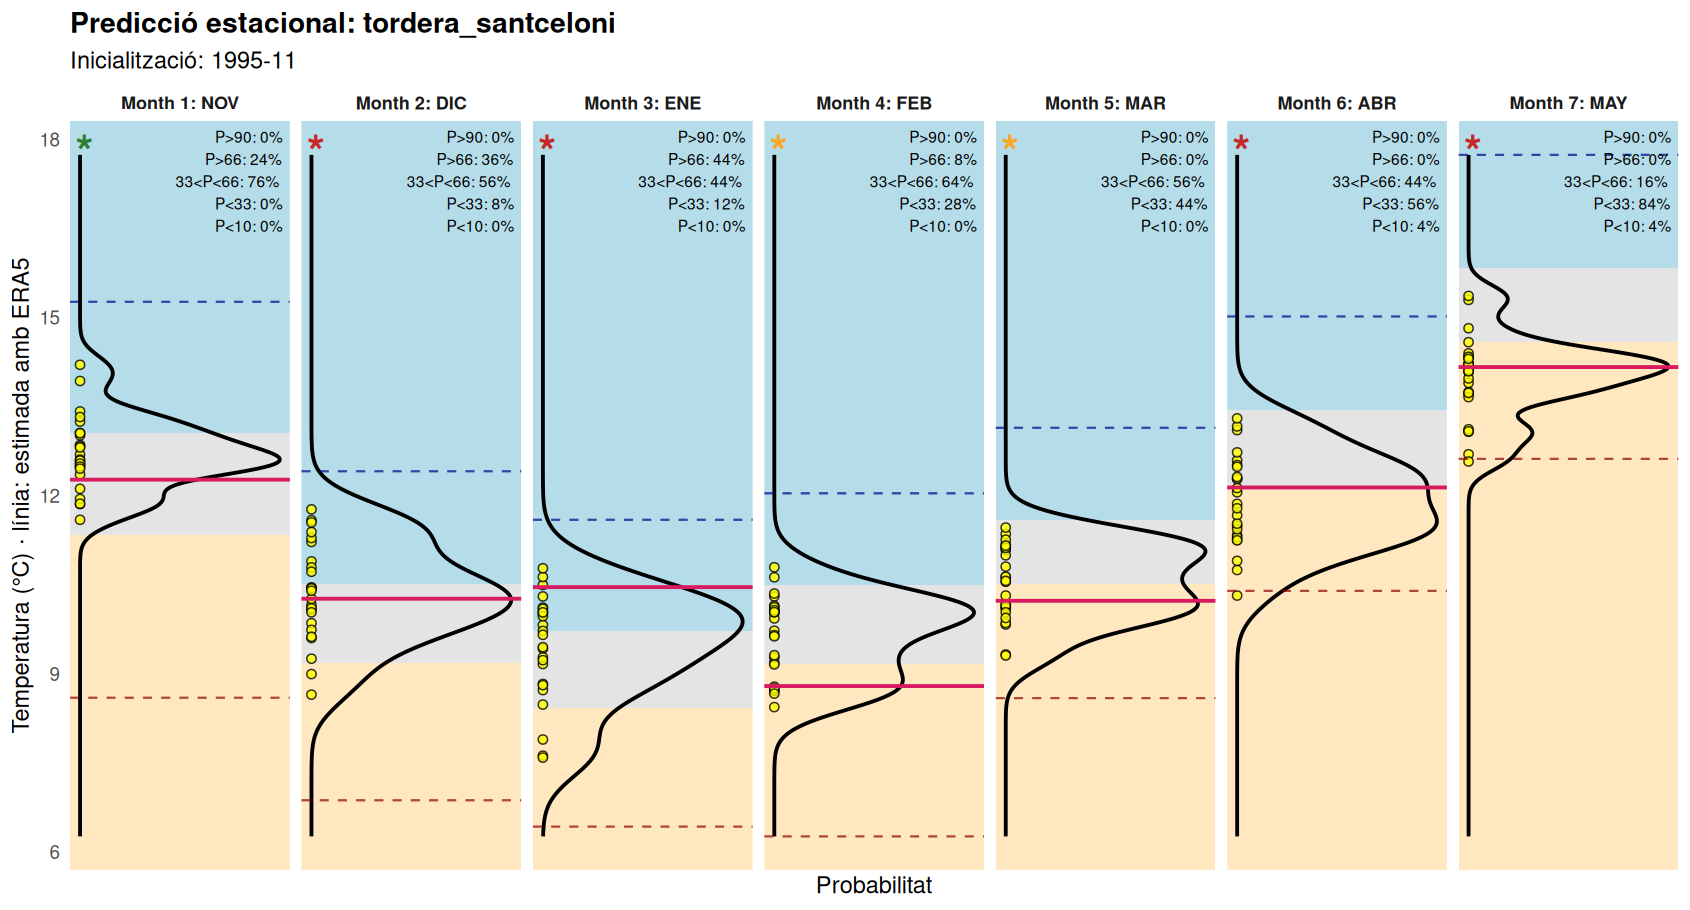 Predicció estacional: tordera_santceloni
Inicialització: 1995-11
Month 1: NOV
Month 2: DIC
Month 3: ENE
Month 4: FEB
Month 5: MAR
Month 6: ABR
Month 7: MAY
P>90: 0%
P>66: 24%
33<P<66: 76%
P<33: 0%
P<10: 0%
P>90: 0%
P>66: 36%
33<P<66: 56%
P<33: 8%
P<10: 0%
P>90: 0%
P>66: 44%
33<P<66: 44%
P<33: 12%
P<10: 0%
P>90: 0%
P>66: 8%
33<P<66: 64%
P<33: 28%
P<10: 0%
P>90: 0%
P>66: 0%
33<P<66: 56%
P<33: 44%
P<10: 0%
P>90: 0%
P>66: 0%
33<P<66: 44%
P<33: 56%
P<10: 4%
P>90: 0%
P>66: 0%
33<P<66: 16%
P<33: 84%
P<10: 4%
18
15
12
9
6
Temperatura (°C) · línia: estimada amb ERA5
Probabilitat